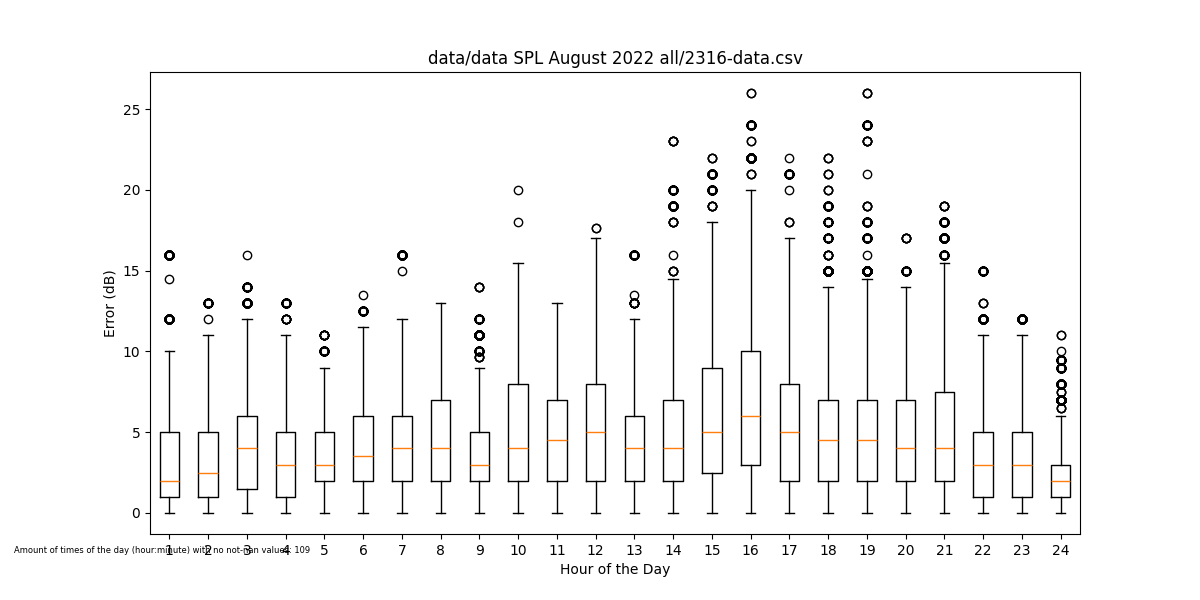 data/data SPL August 2022 all/2316-data.csv
Error (dB)
25
20
15
10
5
0
1 2 3 4 5 6 7 8 9 10 11 12 13 14 15 16 17 18 19 20 21 22 23 24
Amount of times of the day (hour:minute) with no not-nan values: 109
Hour of the Day